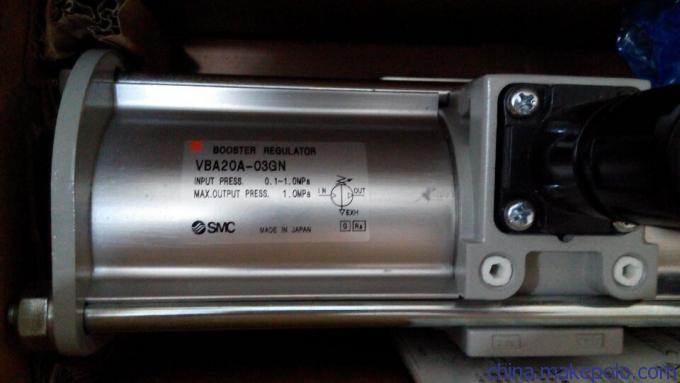 BOOSTER REGULATOR
VBA20A-03GN
INPUT PRESS. 0.1-1.0MPa
MAX.OUTPUT PRESS. 1.0MPa
IN OUT
EXH
SMC MADE IN JAPAN
china.makepolo.com